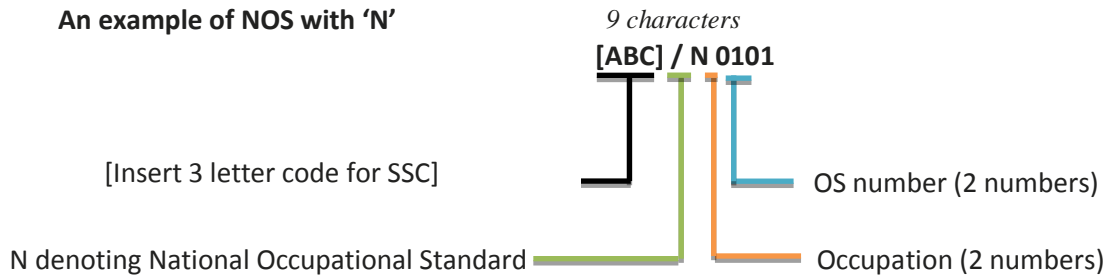 An example of NOS with ‘N’
9 characters
[ABC] / N 0101
[Insert 3 letter code for SSC]
OS number (2 numbers)
N denoting National Occupational Standard
Occupation (2 numbers)